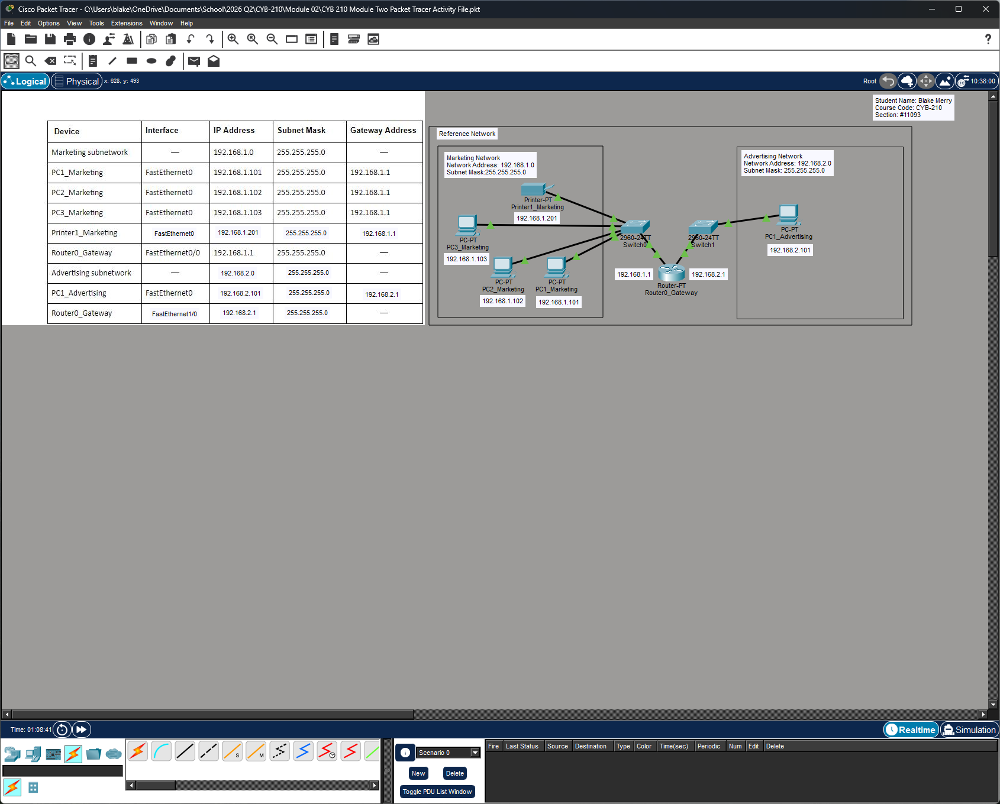 Cisco Packet Tracer - C:\Users\blake\OneDrive\Documents\School\2026 Q2\CYB-210\Module 02\CYB 210 Module Two Packet Tracer Activity File.pkt
File Edit Options View Tools Extensions Window Help
?
Logical Physical x: 628, y: 493 Root 10:38:00
Student Name: Blake Merry
Course Code: CYB-210
Section: #11093
Device Interface IP Address Subnet Mask Gateway Address
Marketing subnetwork — 192.168.1.0 255.255.255.0 —
PC1_Marketing FastEthernet0 192.168.1.101 255.255.255.0 192.168.1.1
PC2_Marketing FastEthernet0 192.168.1.102 255.255.255.0 192.168.1.1
PC3_Marketing FastEthernet0 192.168.1.103 255.255.255.0 192.168.1.1
Printer1_Marketing FastEthernet0 192.168.1.201 255.255.255.0 192.168.1.1
Router0_Gateway FastEthernet0/0 192.168.1.1 255.255.255.0 —
Advertising subnetwork — 192.168.2.0 255.255.255.0 —
PC1_Advertising FastEthernet0 192.168.2.101 255.255.255.0 192.168.2.1
Router0_Gateway FastEthernet1/0 192.168.2.1 255.255.255.0 —
Reference Network
Marketing Network
Network Address: 192.168.1.0
Subnet Mask:255.255.255.0
Advertising Network
Network Address: 192.168.2.0
Subnet Mask: 255.255.255.0
Printer-PT
Printer1_Marketing
192.168.1.201
PC-PT
PC3_Marketing
192.168.1.103
PC-PT
PC2_Marketing
192.168.1.102
PC-PT
PC1_Marketing
192.168.1.101
2960-24TT
Switch0
2960-24TT
Switch1
192.168.1.1
192.168.2.1
Router-PT
Router0_Gateway
PC-PT
PC1_Advertising
192.168.2.101
Time: 01:08:41 Realtime Simulation
S M
Scenario 0
New Delete
Toggle PDU List Window
Fire Last Status Source Destination Type Color Time(sec) Periodic Num Edit Delete